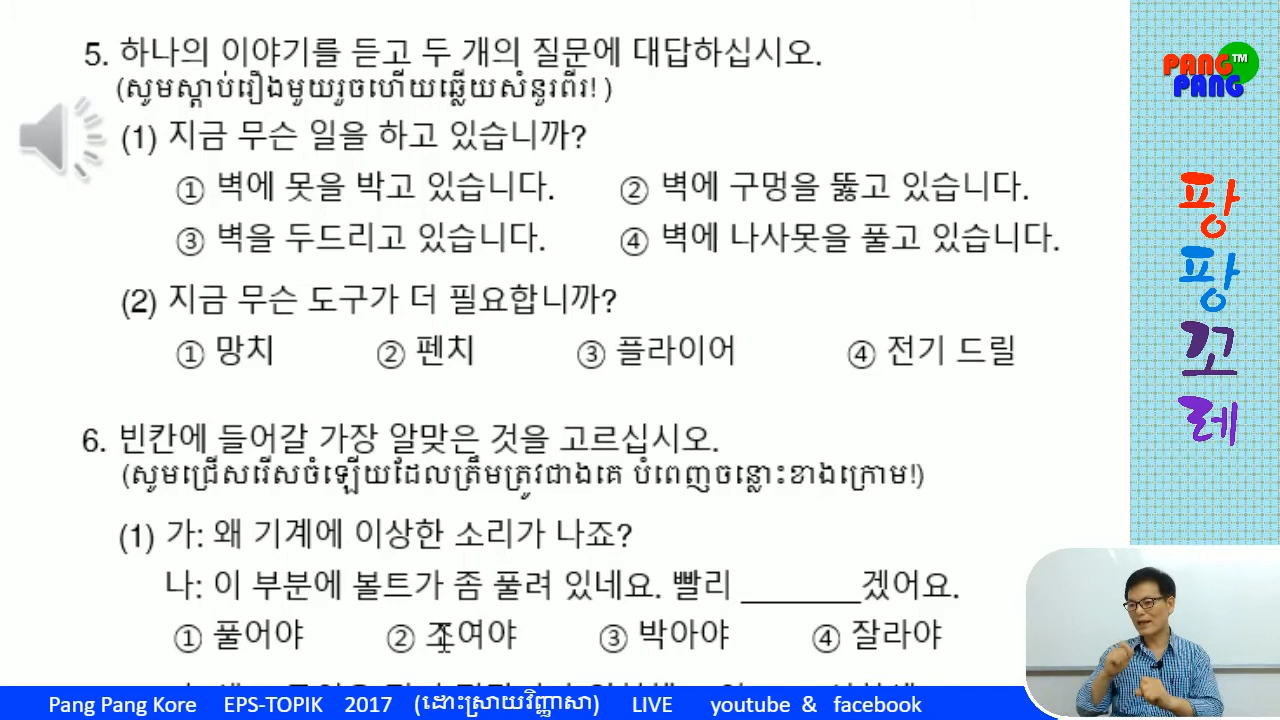 5. 하나의 이야기를 듣고 두 개의 질문에 대답하십시오.
(សូមស្តាប់រឿងមួយរួចហើយឆ្លើយសំនួរពីរ! )
(1) 지금 무슨 일을 하고 있습니까?
① 벽에 못을 박고 있습니다. ② 벽에 구멍을 뚫고 있습니다.
③ 벽을 두드리고 있습니다. ④ 벽에 나사못을 풀고 있습니다.
(2) 지금 무슨 도구가 더 필요합니까?
① 망치 ② 펜치 ③ 플라이어 ④ 전기 드릴
6. 빈칸에 들어갈 가장 알맞은 것을 고르십시오.
(សូមជ្រើសរើសចំឡើយដែលត្រឹមត្រូវជាងគេ បំពេញចន្លោះខាងក្រោម!)
(1) 가: 왜 기계에 이상한 소리가 나죠?
나: 이 부분에 볼트가 좀 풀려 있네요. 빨리 ________겠어요.
① 풀어야 ② 조여야 ③ 박아야 ④ 잘라야
PANG™
PANG
팡
팡
꼬
레
Pang Pang Kore EPS-TOPIK 2017 (ដោះស្រាយវិញ្ញាសា) LIVE youtube & facebook